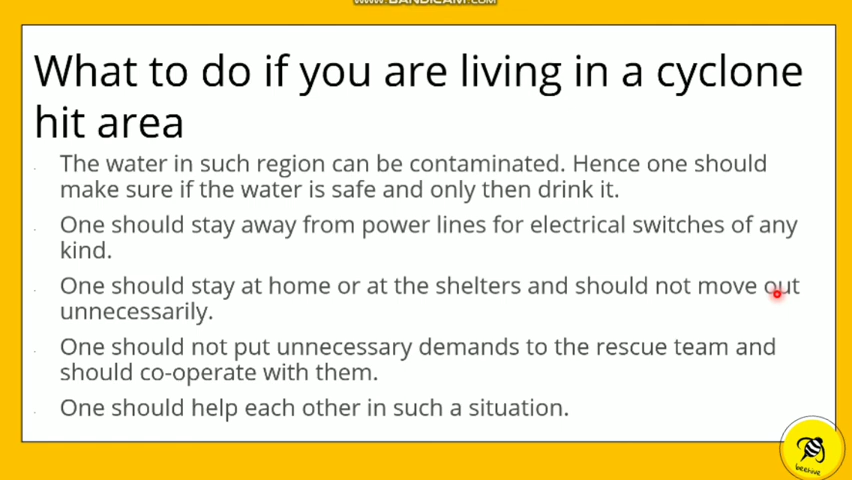 WWW.BANDICAM.COM
What to do if you are living in a cyclone
hit area
The water in such region can be contaminated. Hence one should
make sure if the water is safe and only then drink it.
One should stay away from power lines for electrical switches of any
kind.
One should stay at home or at the shelters and should not move out
unnecessarily.
One should not put unnecessary demands to the rescue team and
should co-operate with them.
One should help each other in such a situation.
beehive